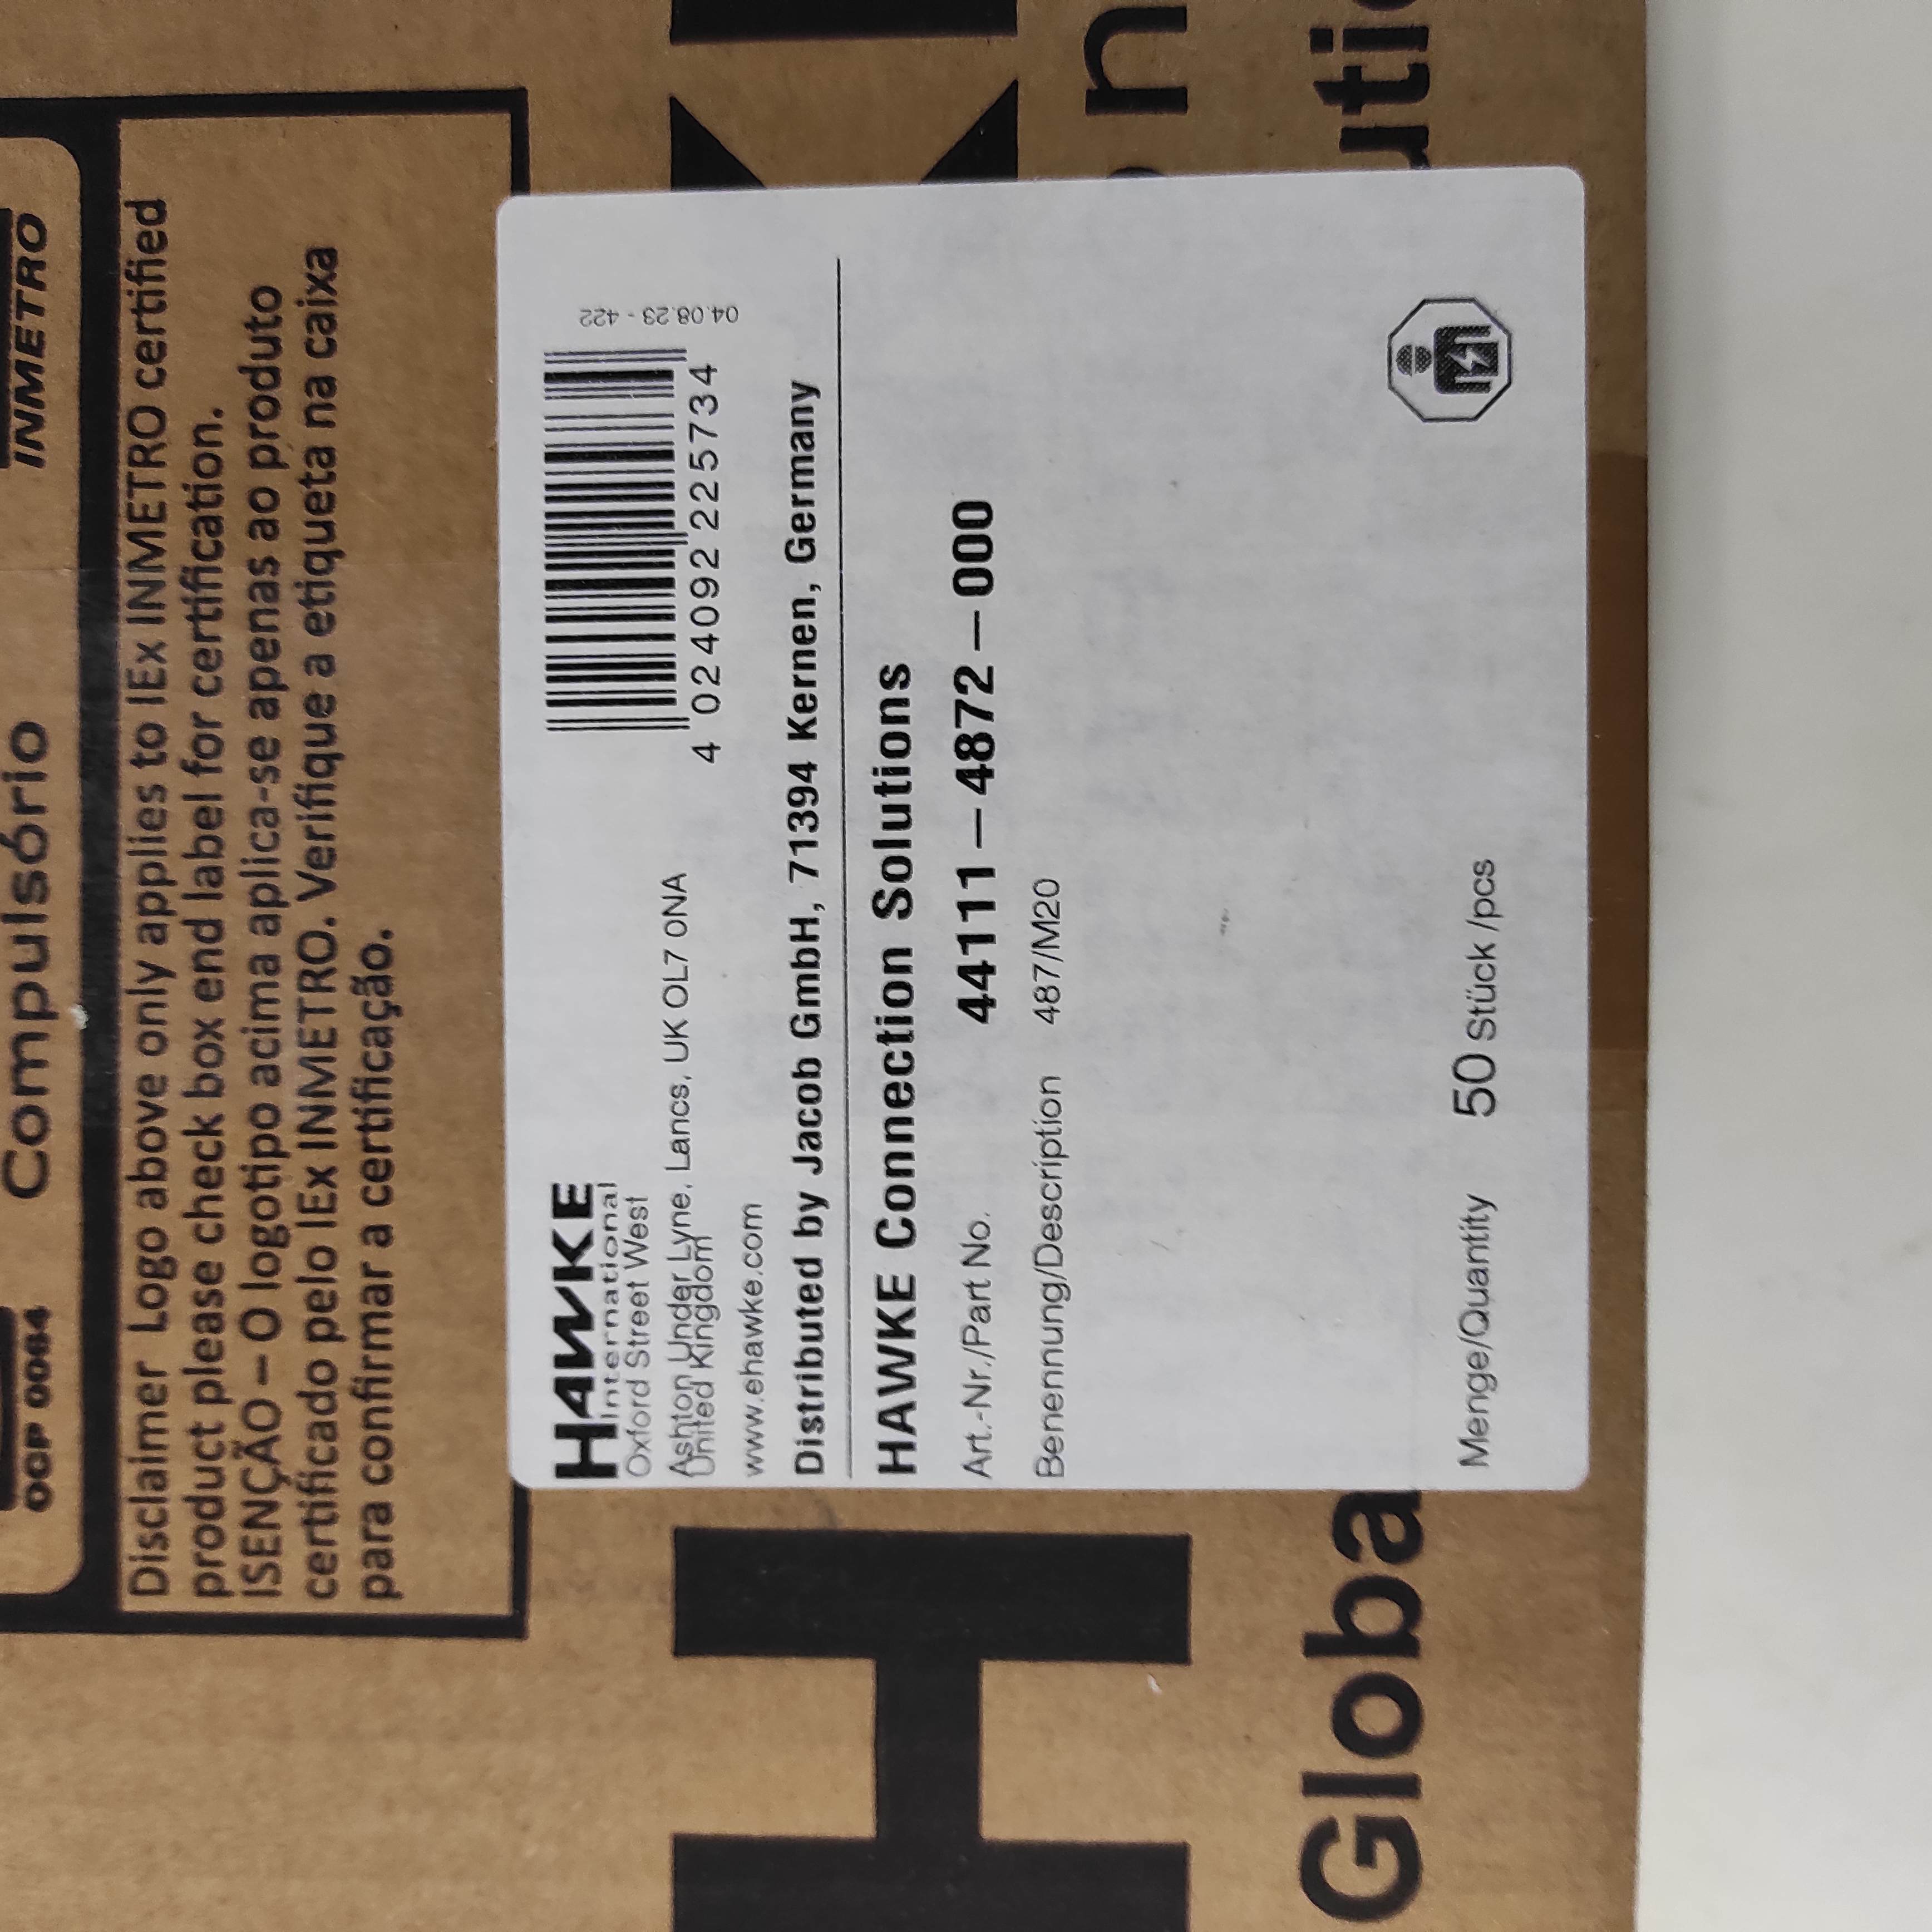 OCP 0064
Compulsório
INMETRO
Disclaimer Logo above only applies to IEx INMETRO certified
product please check box end label for certification.
ISENÇÃO – O logotipo acima aplica-se apenas ao produto
certificado pelo IEx INMETRO. Verifique a etiqueta na caixa
para confirmar a certificação.
HAWKE
International
Oxford Street West
Ashton Under Lyne, Lancs, UK OL7 0NA
United Kingdom
www.ehawke.com
4 024092 225734
04.08.23 - 422
Distributed by Jacob GmbH, 71394 Kernen, Germany
HAWKE Connection Solutions
Art.-Nr./Part No. 44111–4872–000
Benennung/Description 487/M20
Menge/Quantity 50 Stück /pcs
H K
Globa